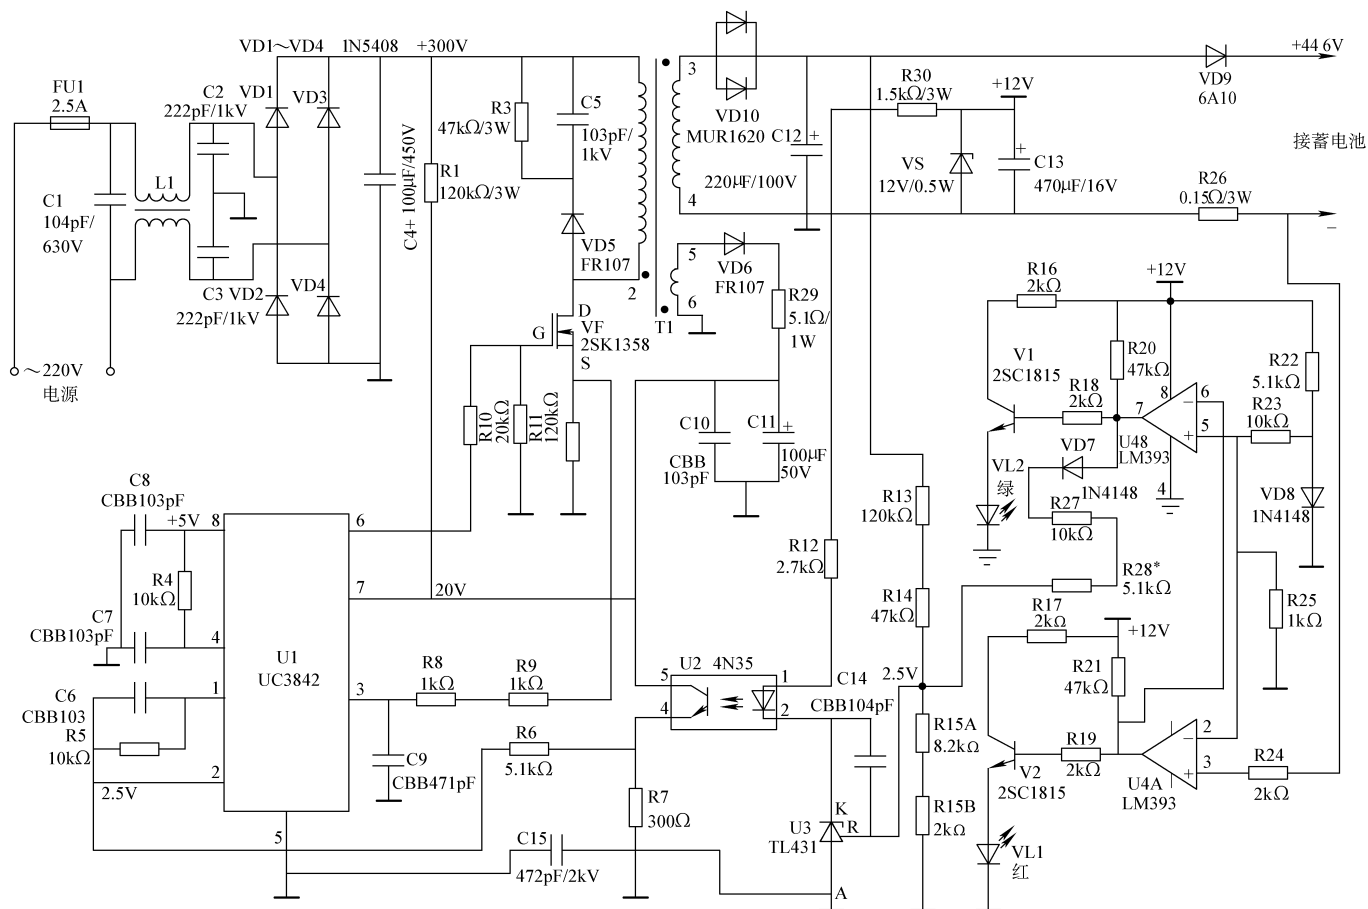 VD1～VD4
IN5408
+300V
+44 6V
FU1
2.5A
C2
222pF/1kV
VD1
VD3
C1
104pF/
630V
L1
C3
222pF/1kV
VD2
VD4
～220V
电源
C4+ 100μF/450V
R1
120kΩ/3W
R3
47kΩ/3W
C5
103pF/
1kV
VD5
FR107
2
T1
D
G
VF
2SK1358
S
3
4
5
6
VD10
MUR1620
C12
+
220μF/100V
VD6
FR107
R29
5.1Ω/
1W
R30
1.5kΩ/3W
+12V
VS
12V/0.5W
+
C13
470μF/16V
VD9
6A10
接蓄电池
R26
0.15Ω/3W
−
R10
20kΩ
R11
120kΩ
C10
CBB
103pF
C11
+
100μF
50V
R16
2kΩ
+12V
V1
2SC1815
R20
47kΩ
R18
2kΩ
7
8
6
−
+
5
4
U48
LM393
R22
5.1kΩ
R23
10kΩ
VD7
1N4148
VL2
绿
R27
10kΩ
VD8
1N4148
R28*
5.1kΩ
R25
1kΩ
R13
120kΩ
R14
47kΩ
R12
2.7kΩ
2.5V
R15A
8.2kΩ
R15B
2kΩ
R17
2kΩ
+12V
R21
47kΩ
R19
2kΩ
V2
2SC1815
U4A
LM393
2
−
+
3
R24
2kΩ
VL1
红
C8
CBB103pF
+5V
8
R4
10kΩ
C7
CBB103pF
4
C6
CBB103
R5
10kΩ
1
2
2.5V
U1
UC3842
6
7
20V
3
5
R8
1kΩ
R9
1kΩ
C9
CBB471pF
R6
5.1kΩ
R7
300Ω
C15
472pF/2kV
U2
4N35
5
4
1
2
C14
CBB104pF
K
R
U3
TL431
A